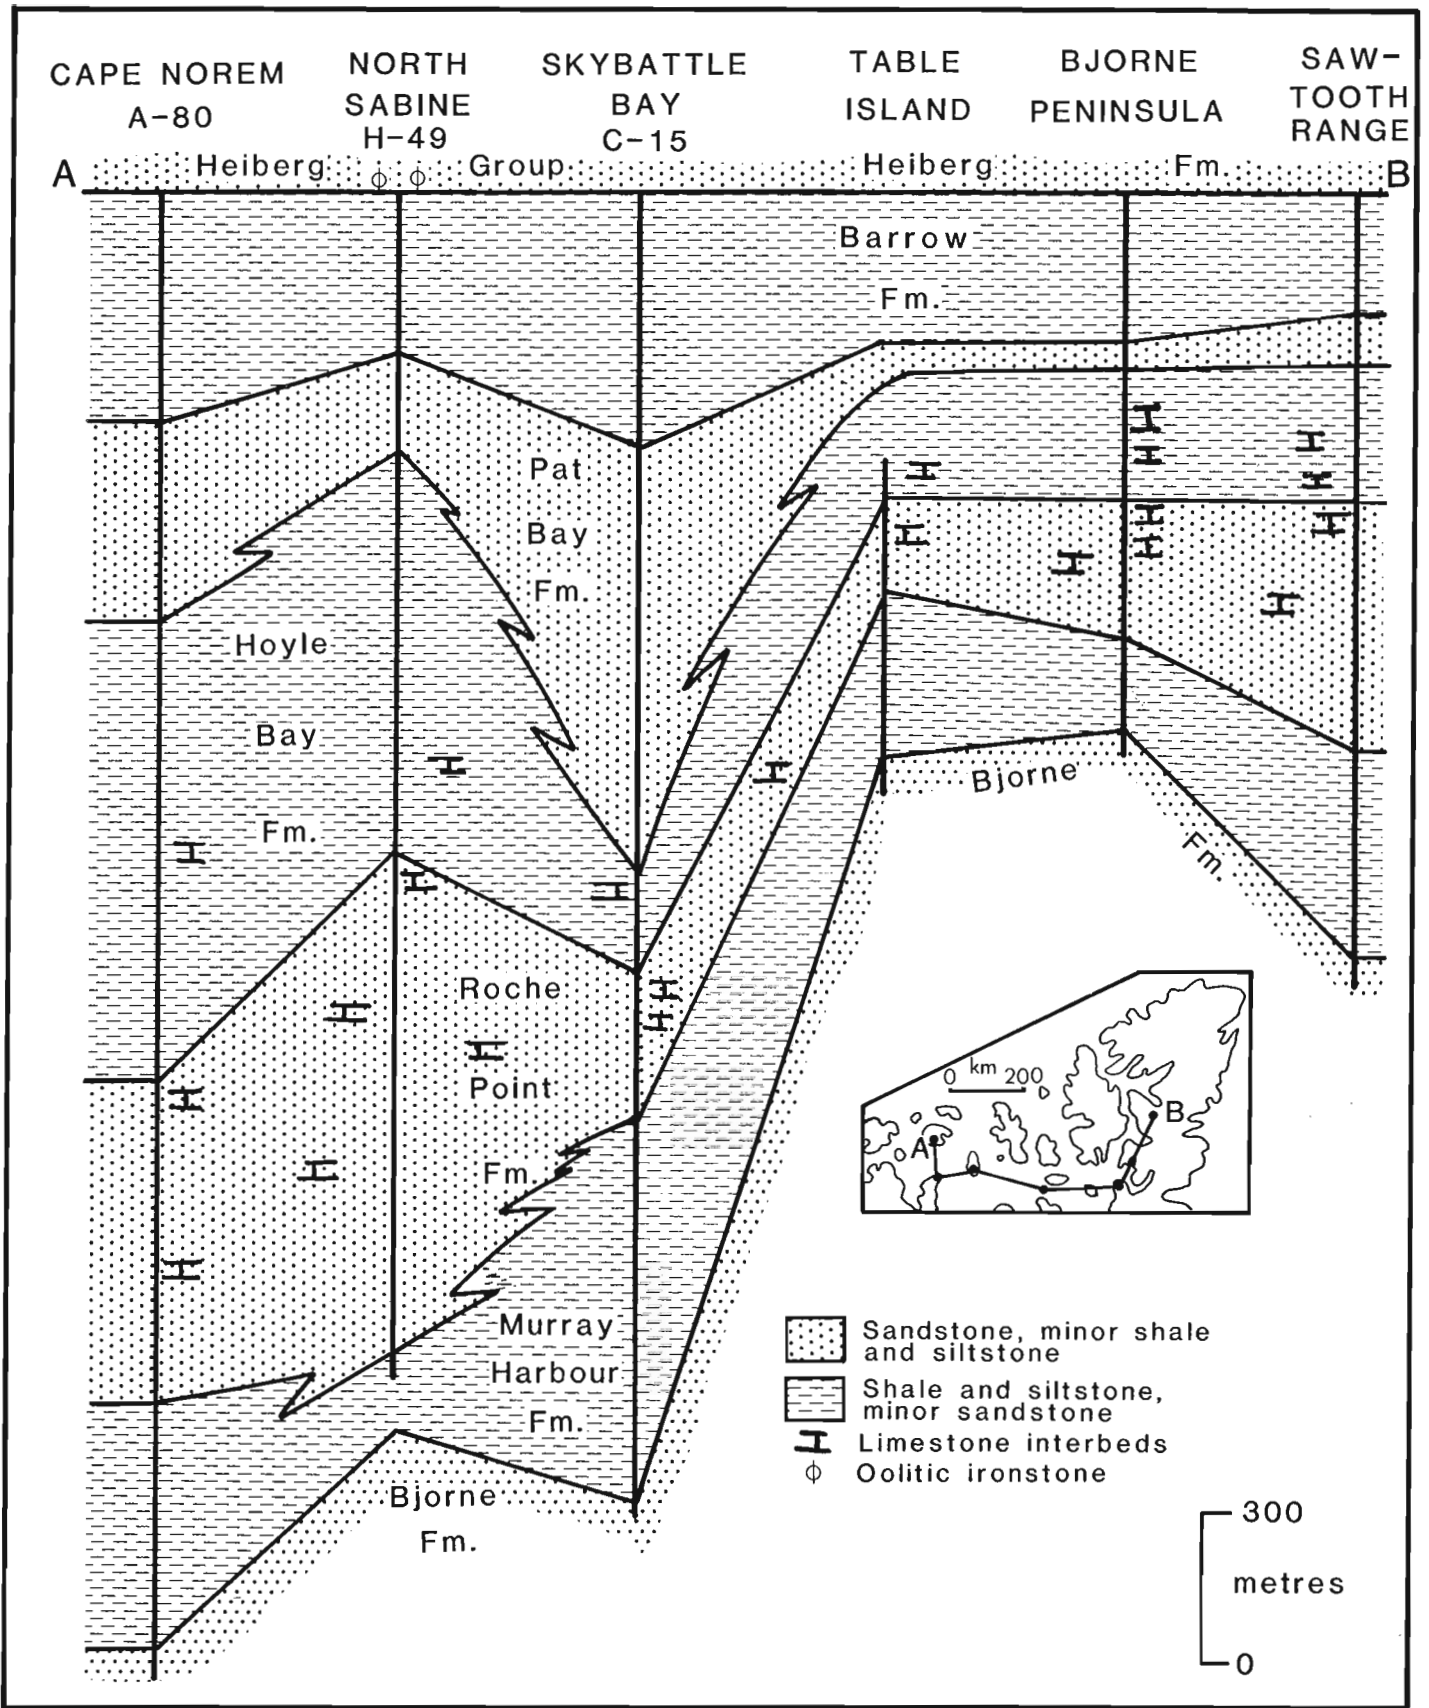 CAPE NOREM
A-80
NORTH
SABINE
H-49
SKYBATTLE
BAY
C-15
TABLE
ISLAND
BJORNE
PENINSULA
SAW-
TOOTH
RANGE
A
Heiberg
Group
Heiberg
Fm.
B
Barrow
Fm.
Pat
Bay
Fm.
Hoyle
Bay
Fm.
Roche
Point
Fm.
Murray
Harbour
Fm.
Bjorne
Fm.
Bjorne
Fm.
0 km 200
A
B
Sandstone, minor shale
and siltstone
Shale and siltstone,
minor sandstone
Limestone interbeds
Oolitic ironstone
300
metres
0